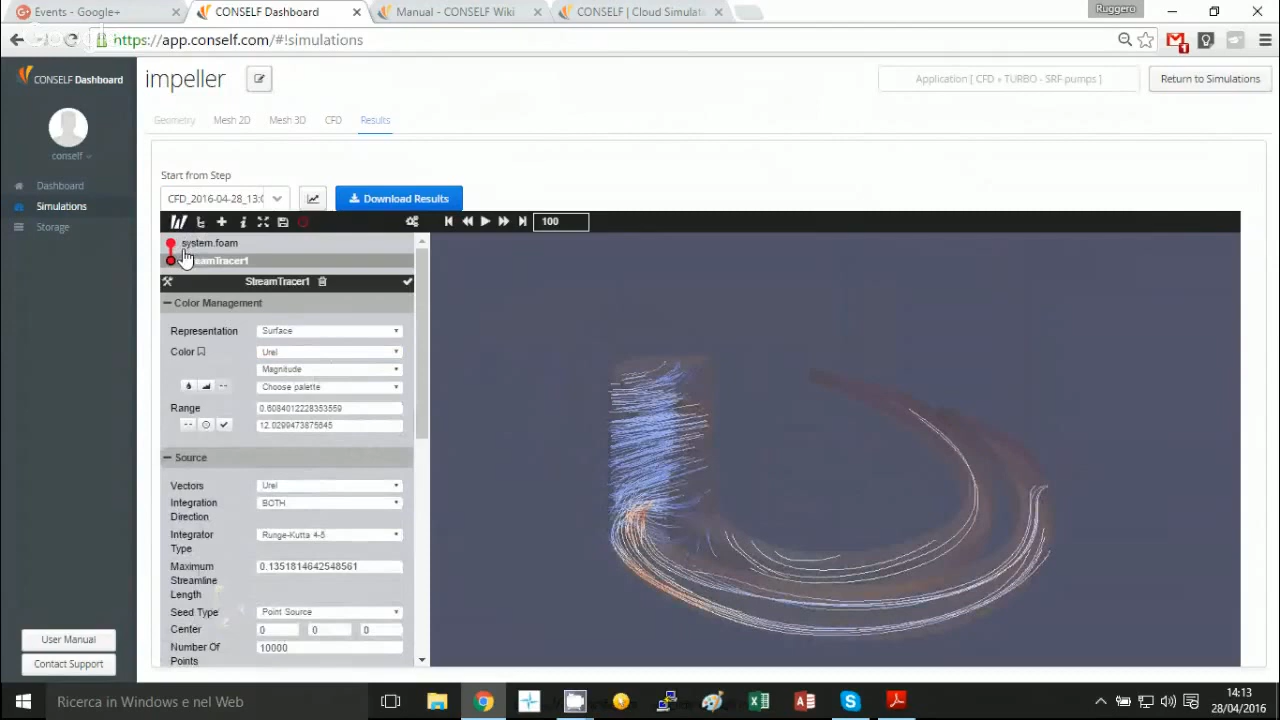 Events - Google+
CONSELF Dashboard
Manual - CONSELF Wiki
CONSELF | Cloud Simulat
Ruggero
https://app.conself.com/#!simulations
CONSELF Dashboard
conself
Dashboard
Simulations
Storage
User Manual
Contact Support
impeller
Application [ CFD » TURBO - SRF pumps ]
Return to Simulations
Geometry
Mesh 2D
Mesh 3D
CFD
Results
Start from Step
CFD_2016-04-28_13:0
Download Results
100
system.foam
eamTracer1
StreamTracer1
Color Management
Representation
Surface
Color
Urel
Magnitude
Choose palette
Range
0.6084012228353559
12.0299473875645
Source
Vectors
Urel
Integration
Direction
BOTH
Integrator
Type
Runge-Kutta 4-5
Maximum
Streamline
Length
0.1351814642548561
Seed Type
Point Source
Center
0
0
0
Number Of
Points
10000
Ricerca in Windows e nel Web
14:13
28/04/2016